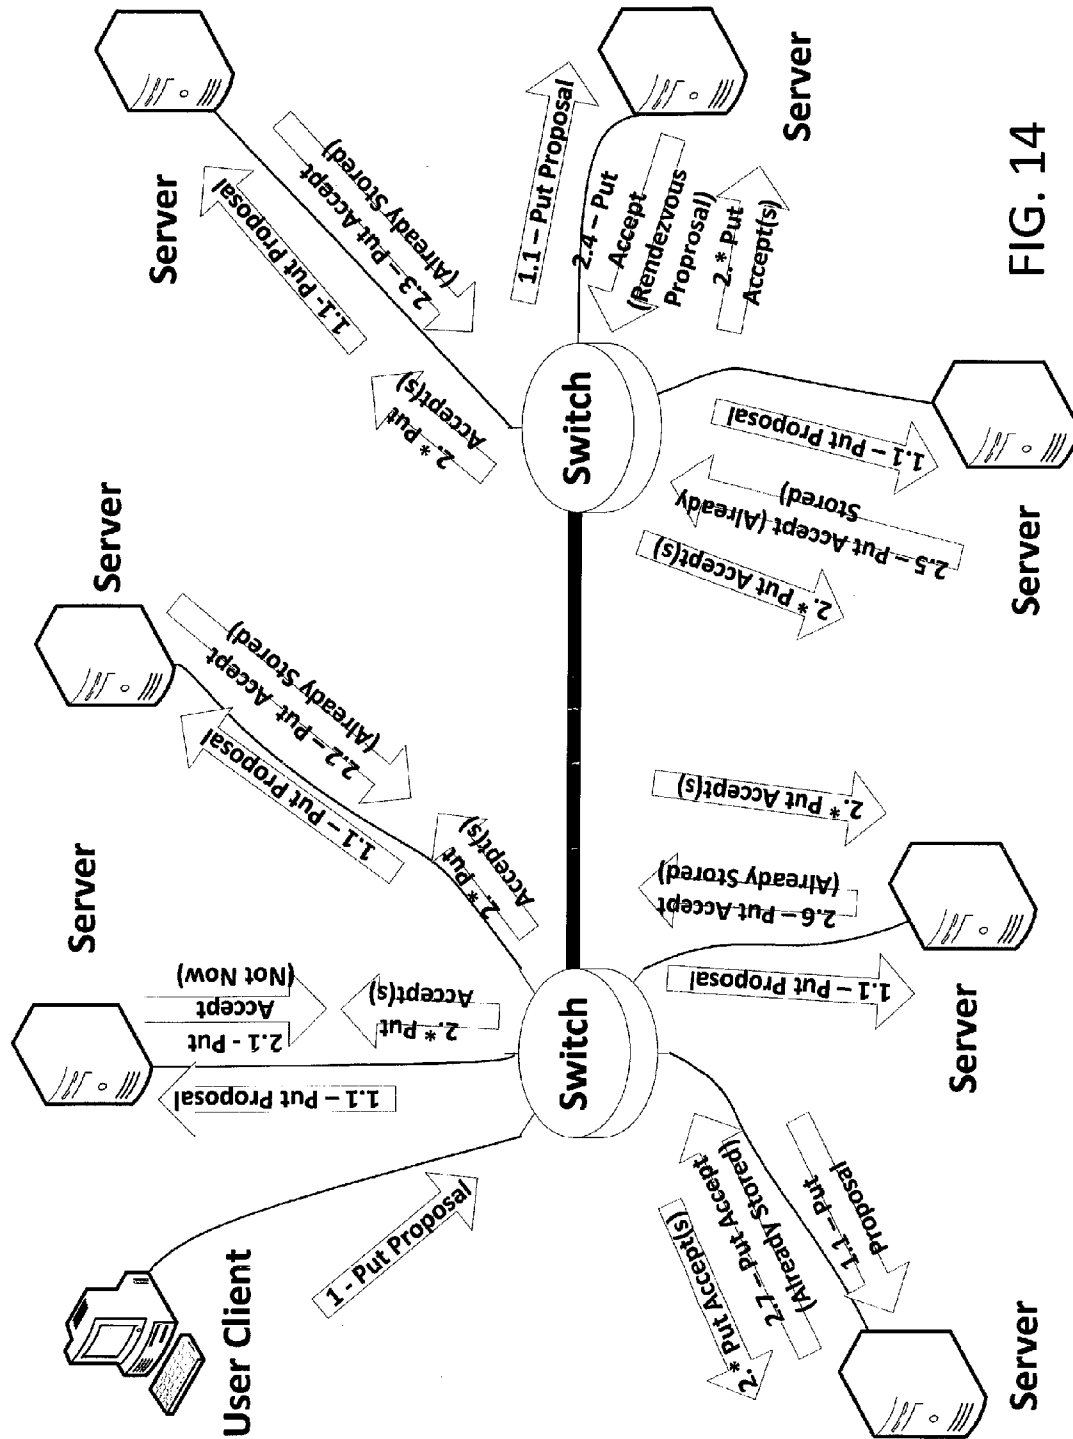 User Client
1 - Put Proposal
Server
1.1 – Put Proposal
2.1 - Put
Accept
(Not Now)
2.* Put
Accept(s)
Server
1.1 – Put Proposal
2.2 – Put Accept
(Already Stored)
2.* Put
Accept(s)
Server
1.1- Put Proposal
2.3 – Put Accept
(Already Stored)
2.* Put
Accept(s)
Switch
Switch
1.1 – Put Proposal
2.4 – Put
Accept
(Rendezvous
Proprosal)
2.* Put
Accept(s)
Server
2.* Put Accept(s)
2.7 – Put Accept
(Already Stored)
1.1 – Put
Proposal
Server
1.1 – Put Proposal
2.6 – Put Accept
(Already Stored)
2.* Put Accept(s)
Server
2.* Put Accept(s)
2.5 – Put Accept (Already
Stored)
1.1 – Put Proposal
Server
FIG. 14